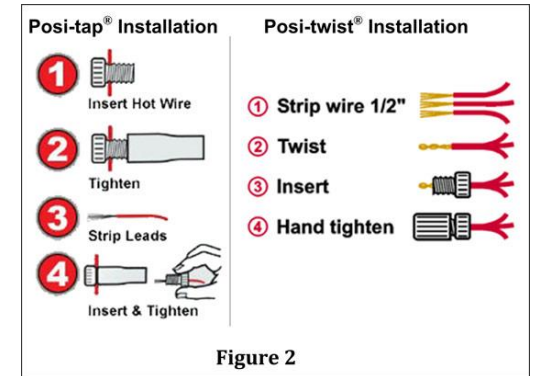 Posi-tap® Installation
1
Insert Hot Wire
2
Tighten
3
Strip Leads
4
Insert & Tighten
Posi-twist® Installation
1 Strip wire 1/2"
2 Twist
3 Insert
4 Hand tighten
Figure 2